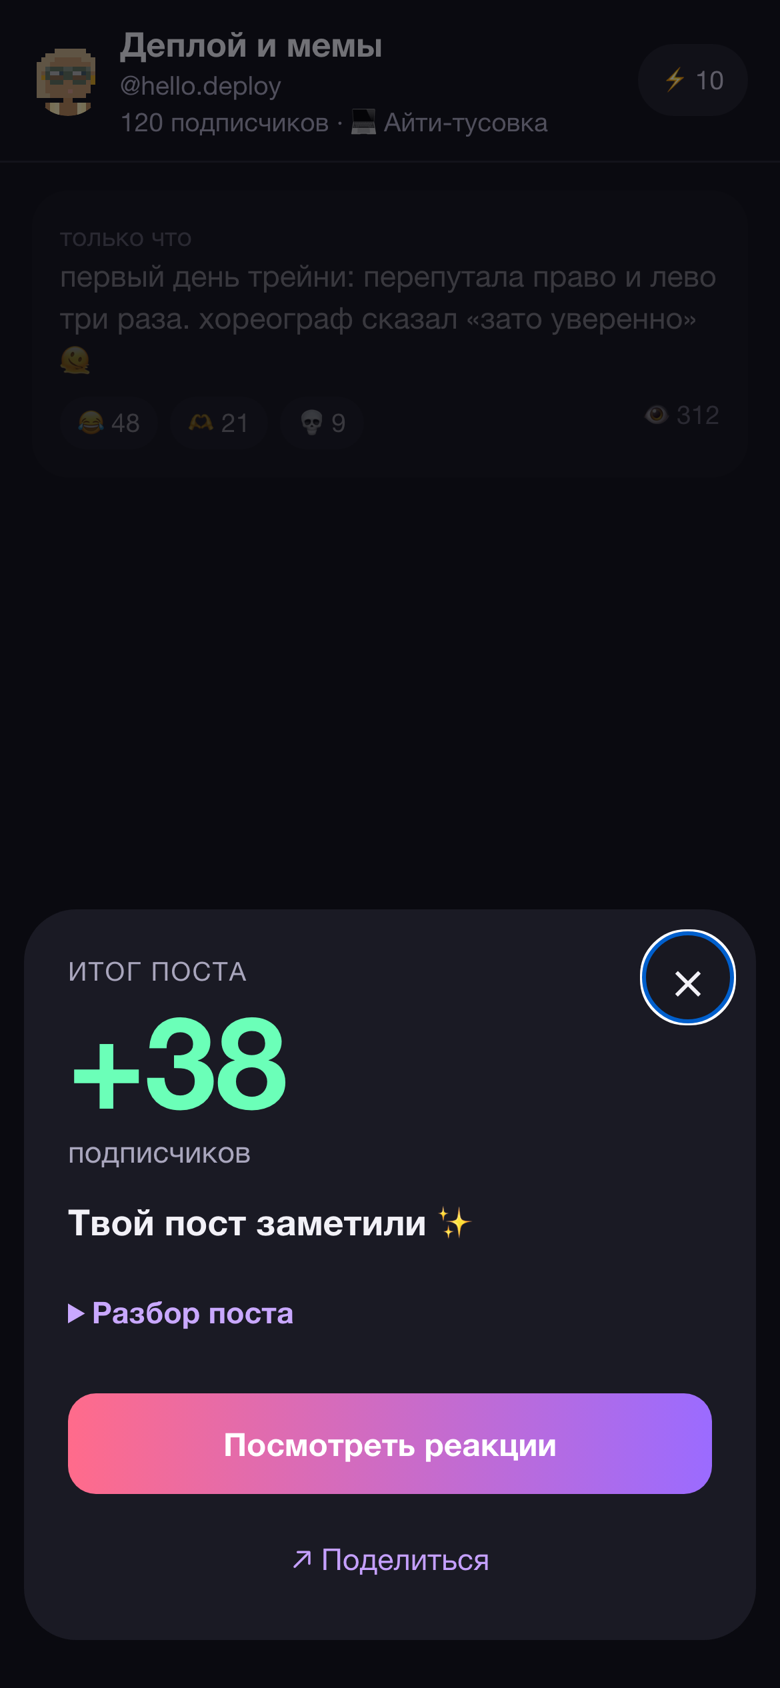 Деплой и мемы
@hello.deploy
120 подписчиков · 💻 Айти-тусовка
⚡ 10
только что
первый день трейни: перепутала право и лево
три раза. хореограф сказал «зато уверенно»
🫠
😂 48 🫶 21 💀 9 👁️ 312
ИТОГ ПОСТА
×
+38
подписчиков
Твой пост заметили ✨
▶ Разбор поста
Посмотреть реакции
↗ Поделиться